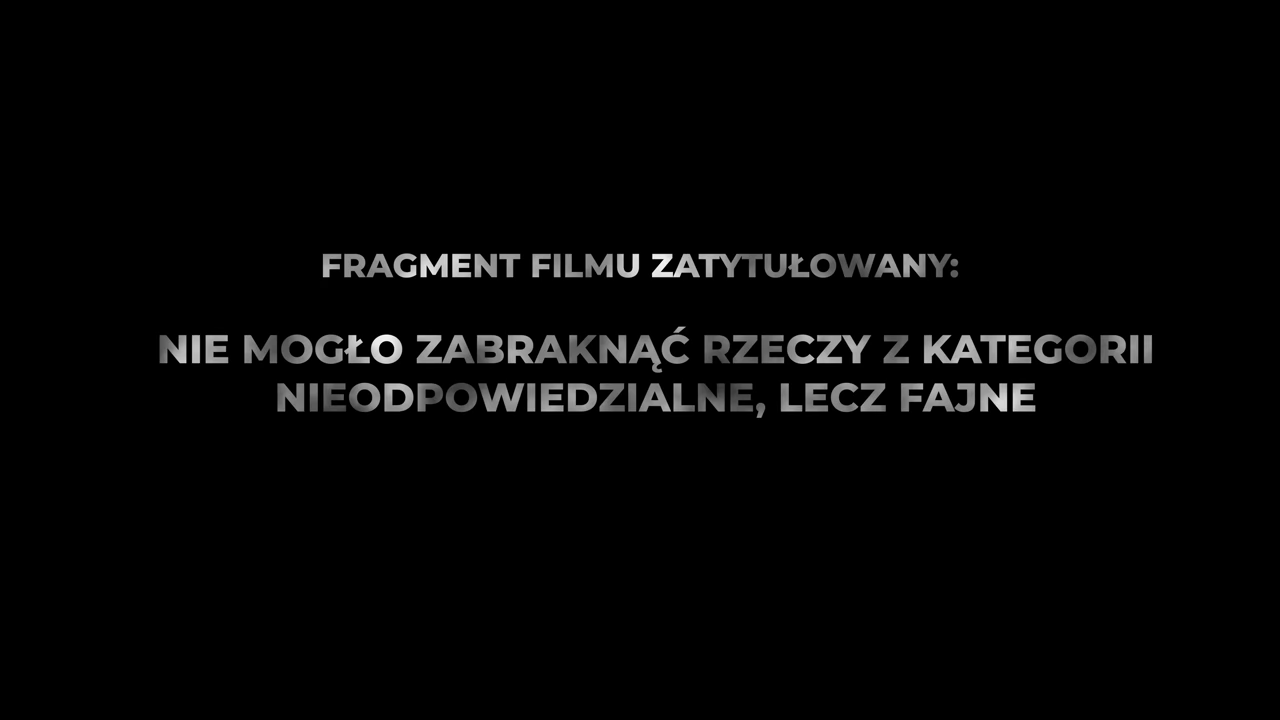 FRAGMENT FILMU ZATYTUŁOWANY:
NIE MOGŁO ZABRAKNĄĆ RZECZY Z KATEGORII
NIEODPOWIEDZIALNE, LECZ FAJNE